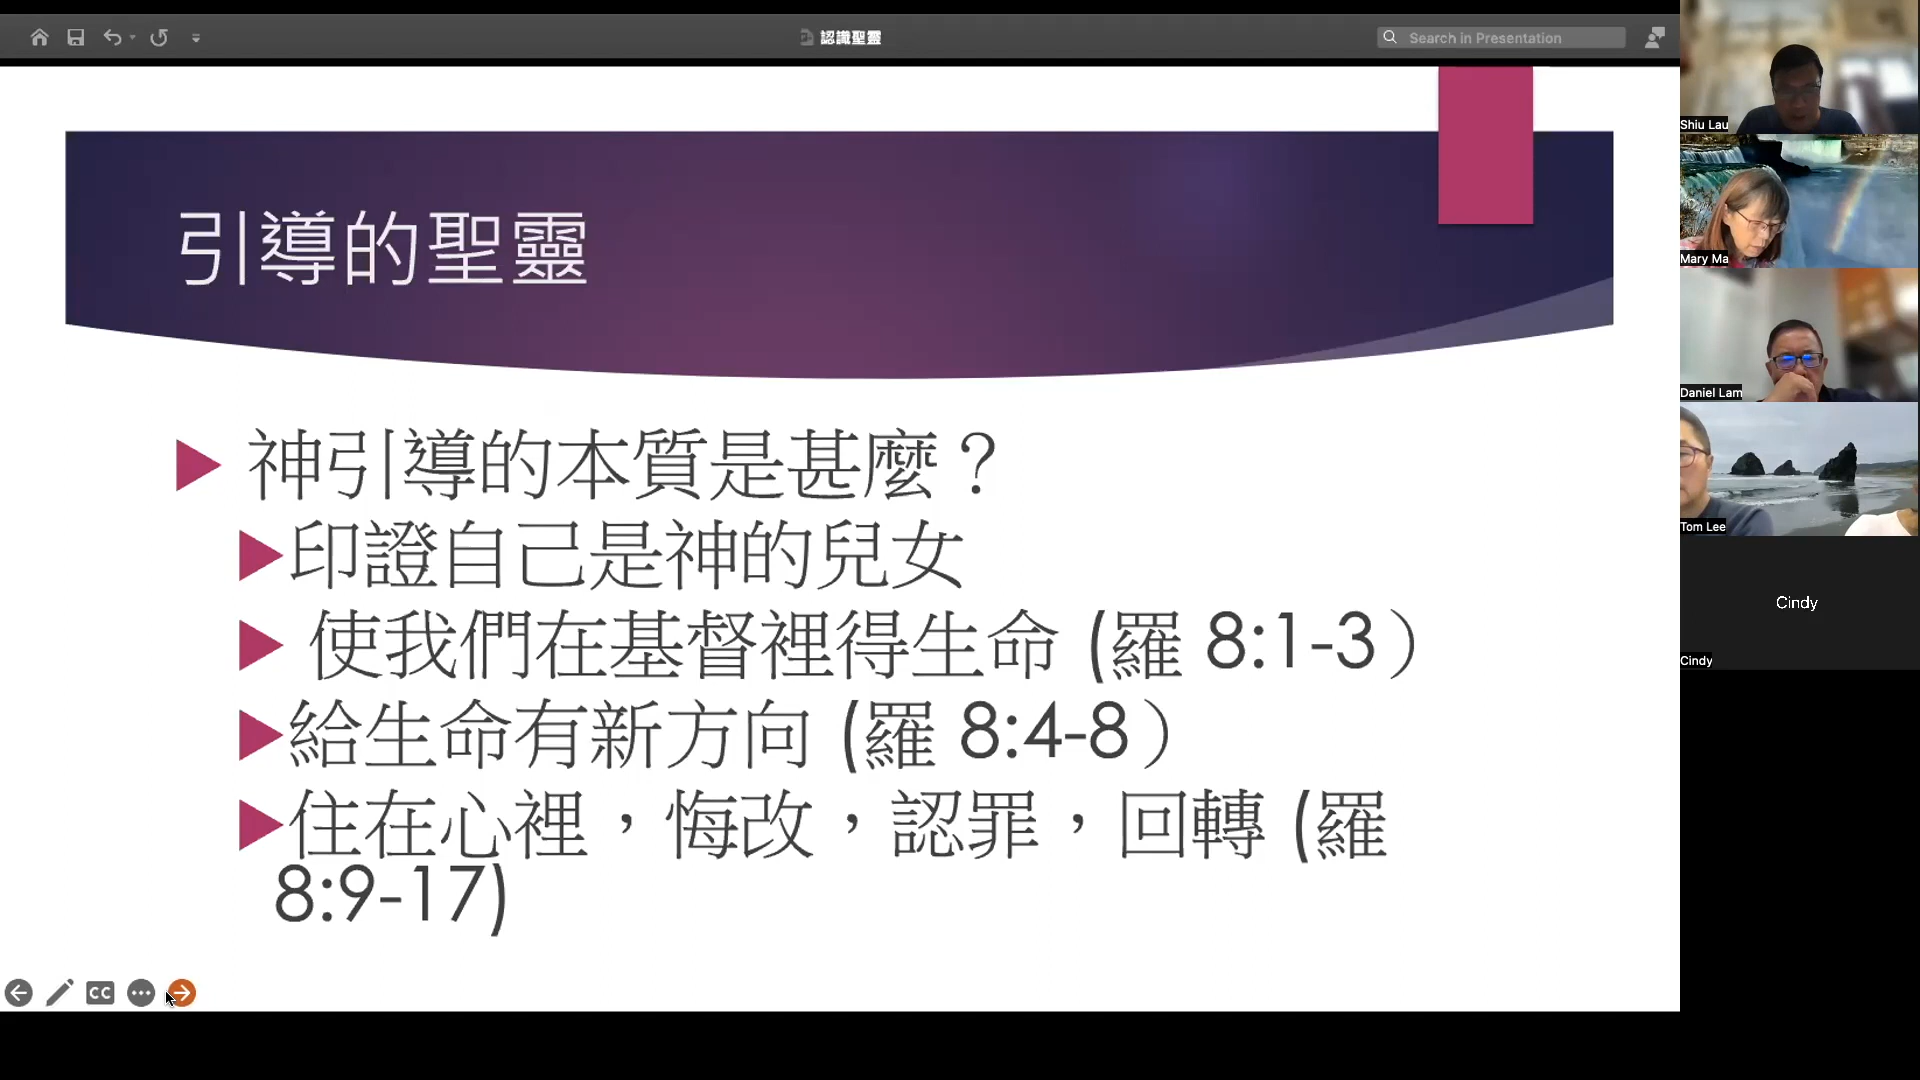 認識聖靈
Search in Presentation
引導的聖靈
神引導的本質是甚麼？
印證自己是神的兒女
使我們在基督裡得生命 (羅 8:1-3）
給生命有新方向 (羅 8:4-8）
住在心裡，悔改，認罪，回轉 (羅
8:9-17)
CC
Shiu Lau
Mary Ma
Daniel Lam
Tom Lee
Cindy
Cindy